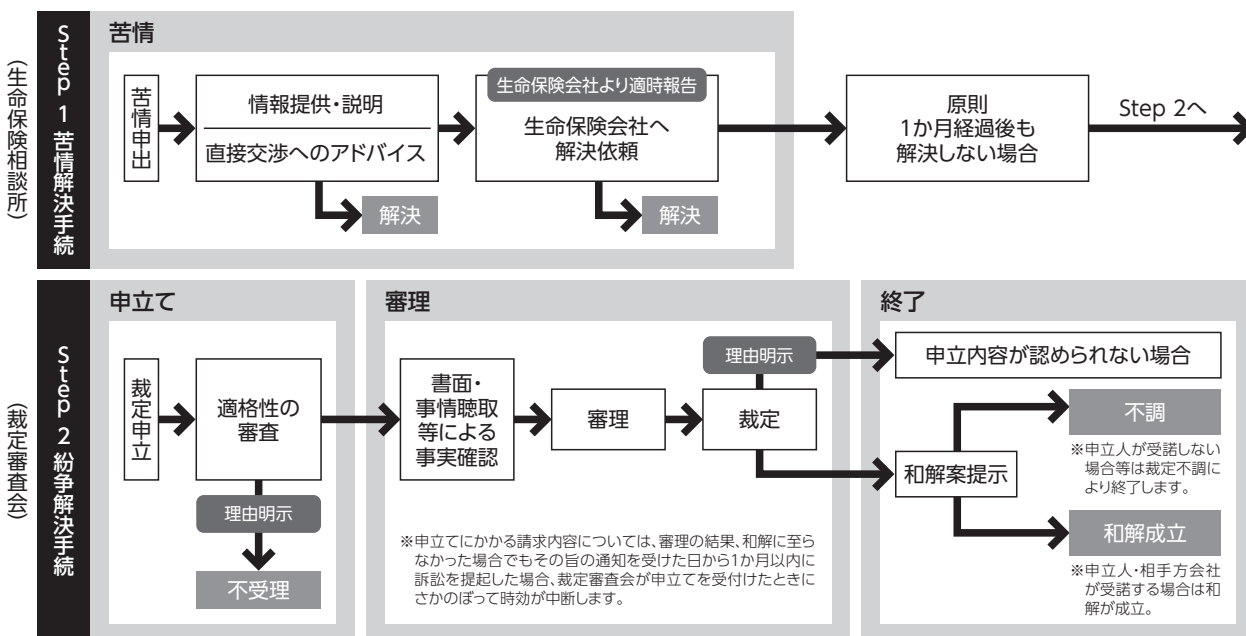 (生命保険相談所)
Step 1 苦情解決手続
苦情
苦情申出
情報提供・説明
直接交渉へのアドバイス
解決
生命保険会社より適時報告
生命保険会社へ
解決依頼
解決
原則
1か月経過後も
解決しない場合
Step 2へ
(裁定審査会)
Step 2 紛争解決手続
申立て
裁定申立
適格性の
審査
理由明示
不受理
審理
書面・
事情聴取
等による
事実確認
審理
裁定
理由明示
※申立てにかかる請求内容については、審理の結果、和解に至ら
なかった場合でもその旨の通知を受けた日から1か月以内に
訴訟を提起した場合、裁定審査会が申立てを受付けたときに
さかのぼって時効が中断します。
終了
申立内容が認められない場合
和解案提示
不調
※申立人が受諾しない
場合等は裁定不調に
より終了します。
和解成立
※申立人・相手方会社
が受諾する場合は和
解が成立。